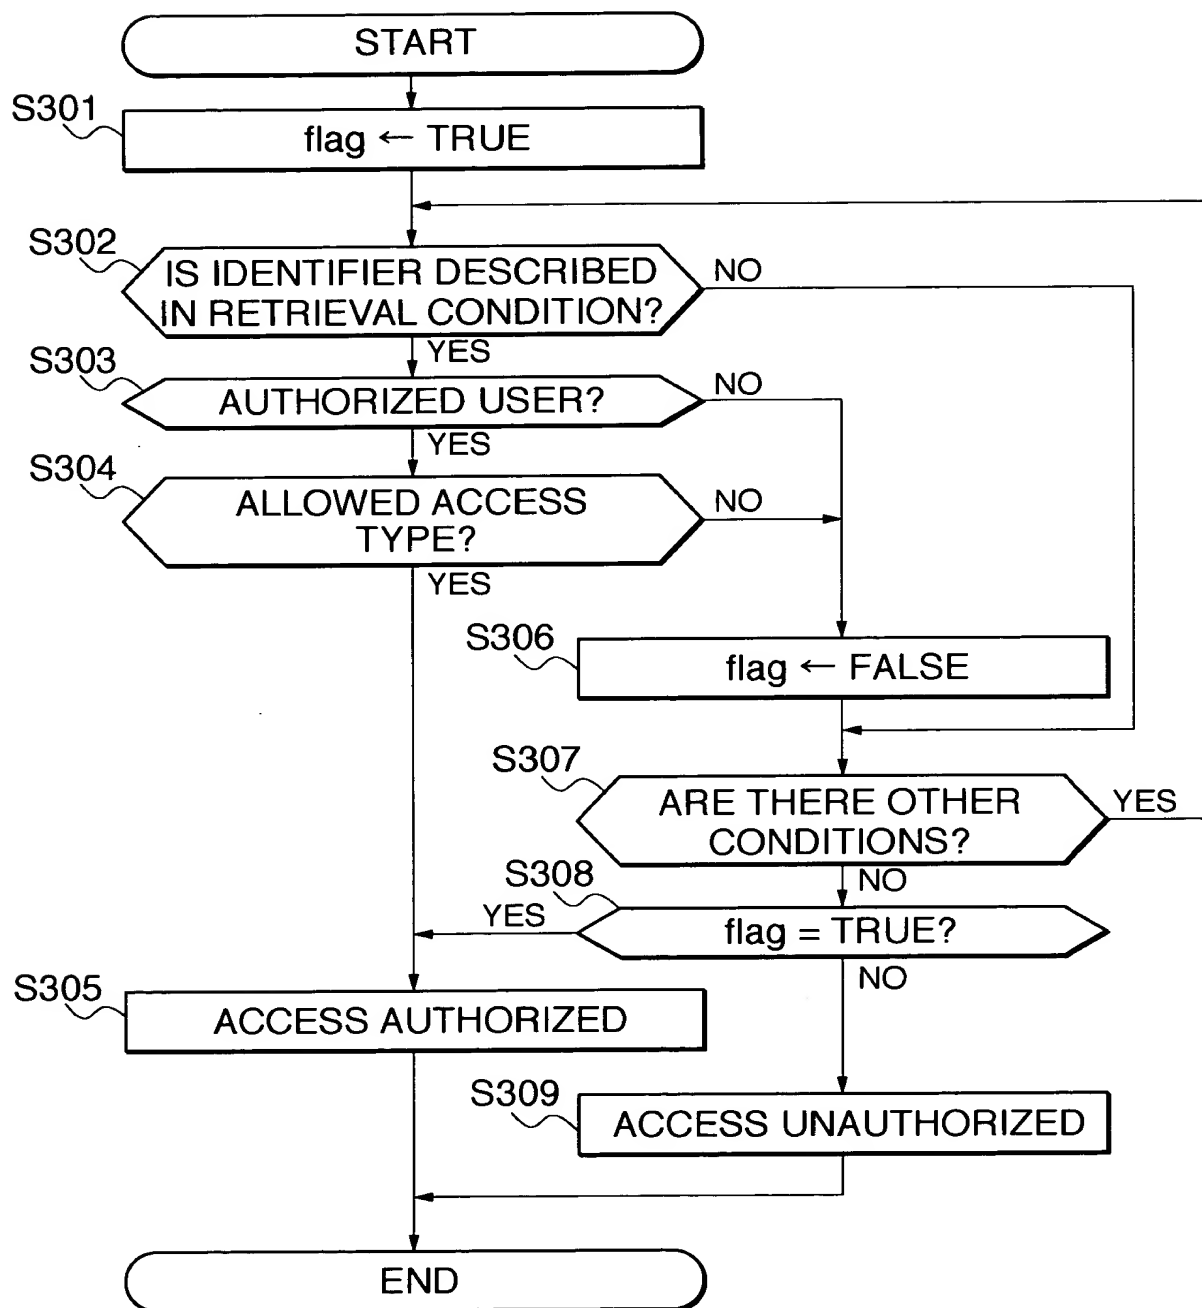 START
S301
flag ← TRUE
S302
IS IDENTIFIER DESCRIBED
IN RETRIEVAL CONDITION?
NO
YES
S303
AUTHORIZED USER?
NO
YES
S304
ALLOWED ACCESS
TYPE?
NO
YES
S306
flag ← FALSE
S307
ARE THERE OTHER
CONDITIONS?
YES
NO
S308
YES
flag = TRUE?
NO
S305
ACCESS AUTHORIZED
S309
ACCESS UNAUTHORIZED
END